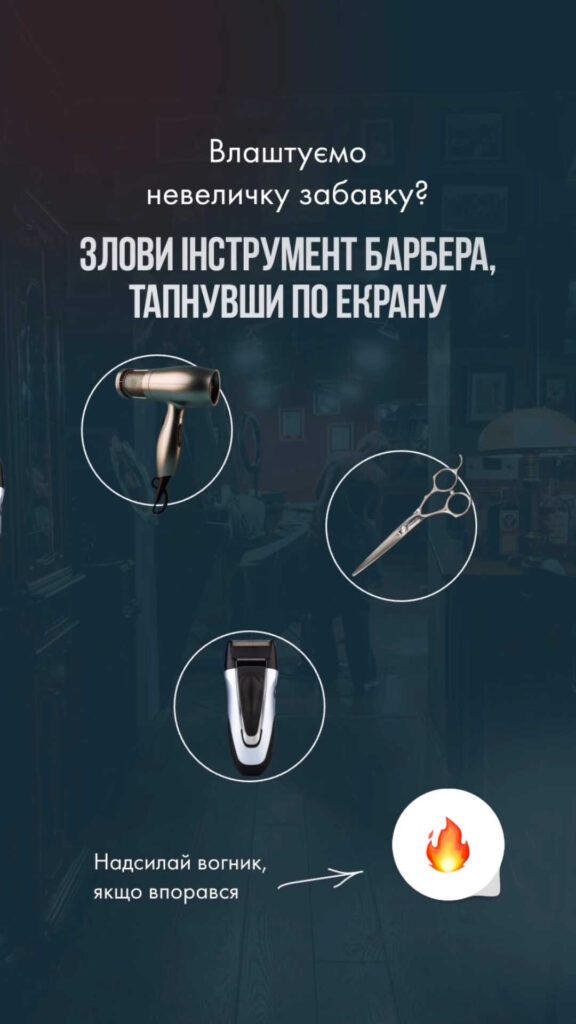 Влаштуємо
невеличку забавку?
ЗЛОВИ ІНСТРУМЕНТ БАРБЕРА,
ТАПНУВШИ ПО ЕКРАНУ
Надсилай вогник,
якщо впорався